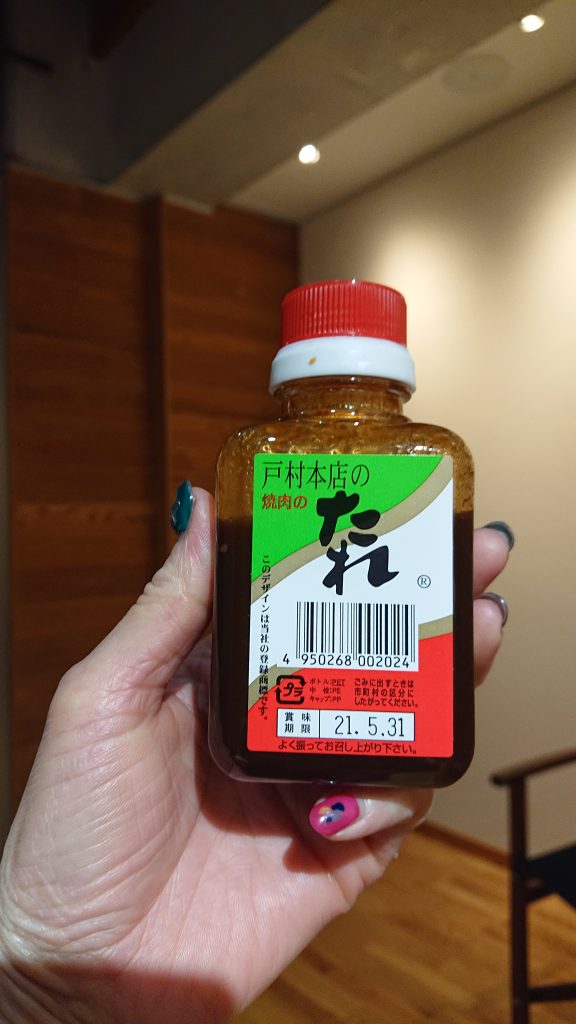 戸村本店の
焼肉の
たれ
®
このデザインは当社の登録商標です。
4 950268 002024
プラ
ボトル:PET
中 栓:PE
キャップ:PP
ごみに出すときは
市町村の区分に
したがってください。
賞味
期限
21. 5.31
よく振ってお召し上がり下さい。